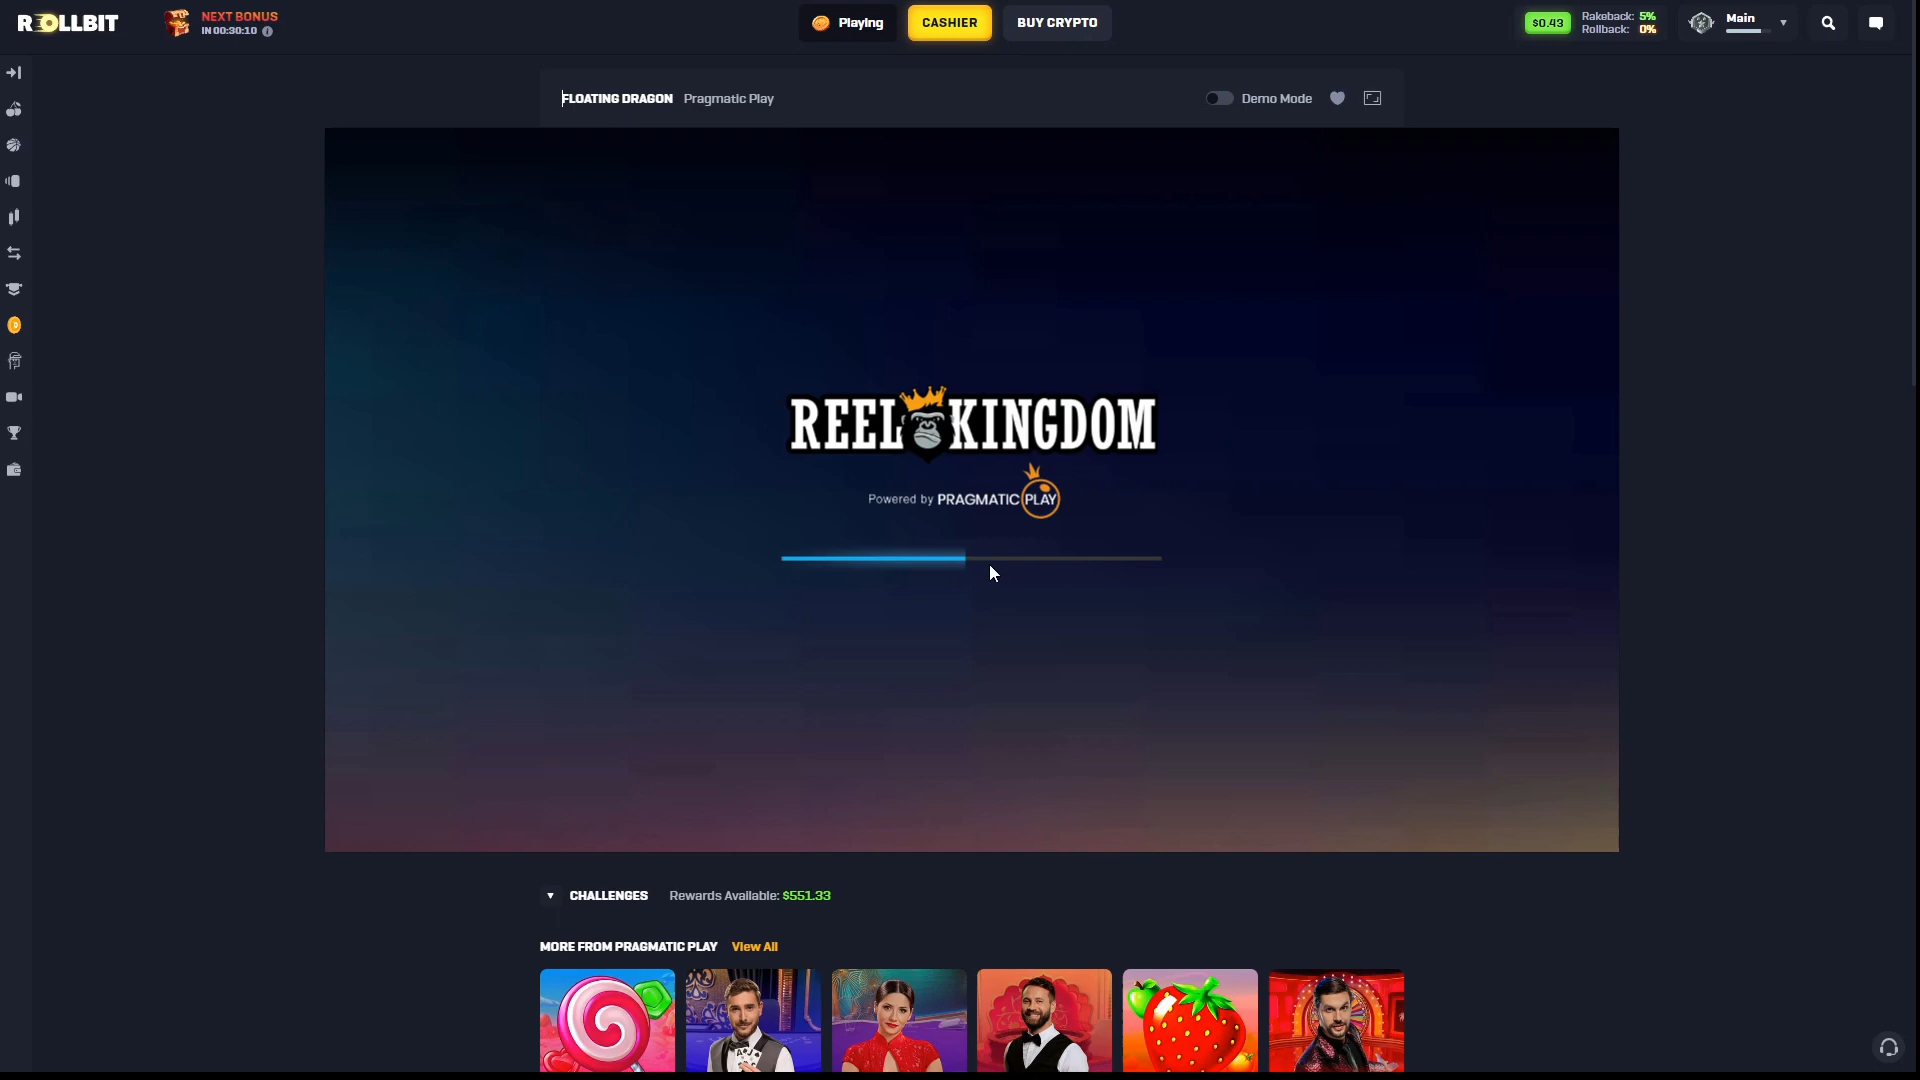 ROLLBIT
NEXT BONUS
IN 00:30:10
Playing
CASHIER
BUY CRYPTO
$0.43
Rakeback: 5%
Rollback: 0%
Main
FLOATING DRAGON Pragmatic Play
Demo Mode
REEL KINGDOM
Powered by PRAGMATIC PLAY
CHALLENGES Rewards Available: $551.33
MORE FROM PRAGMATIC PLAY View All